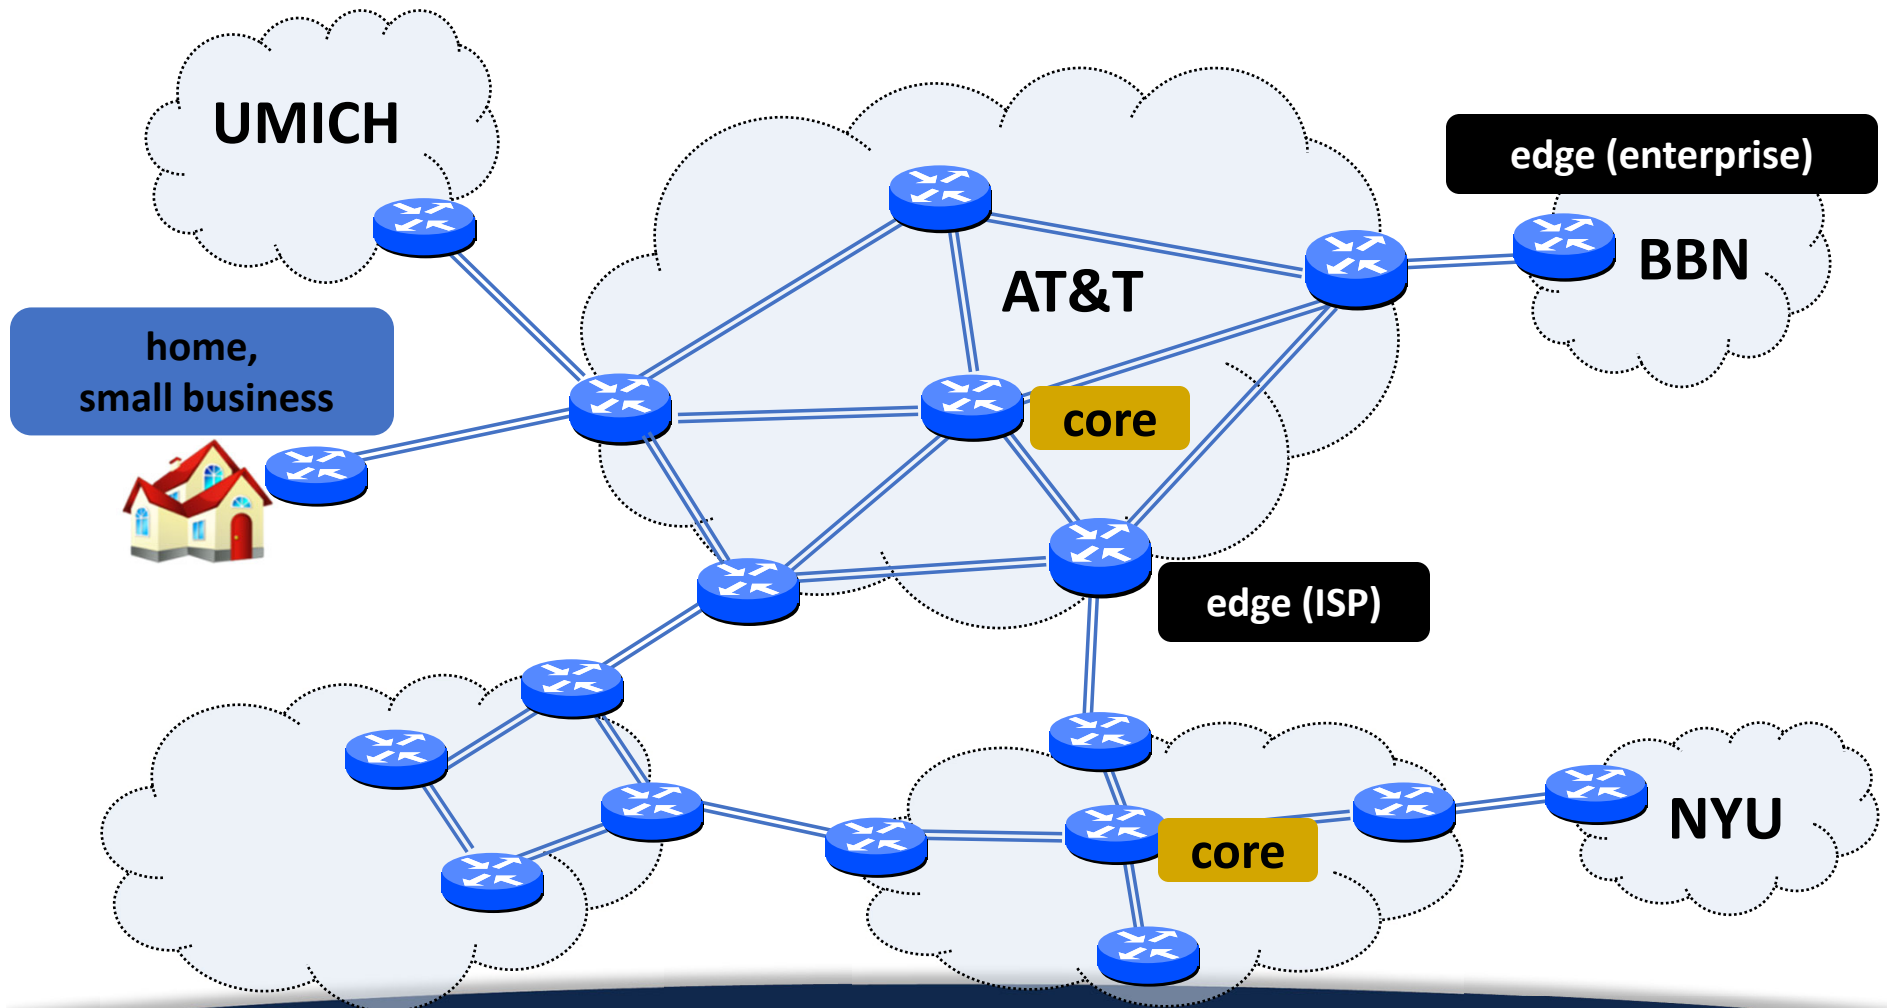 UMICH
edge (enterprise)
BBN
AT&T
home,
small business
core
edge (ISP)
NYU
core